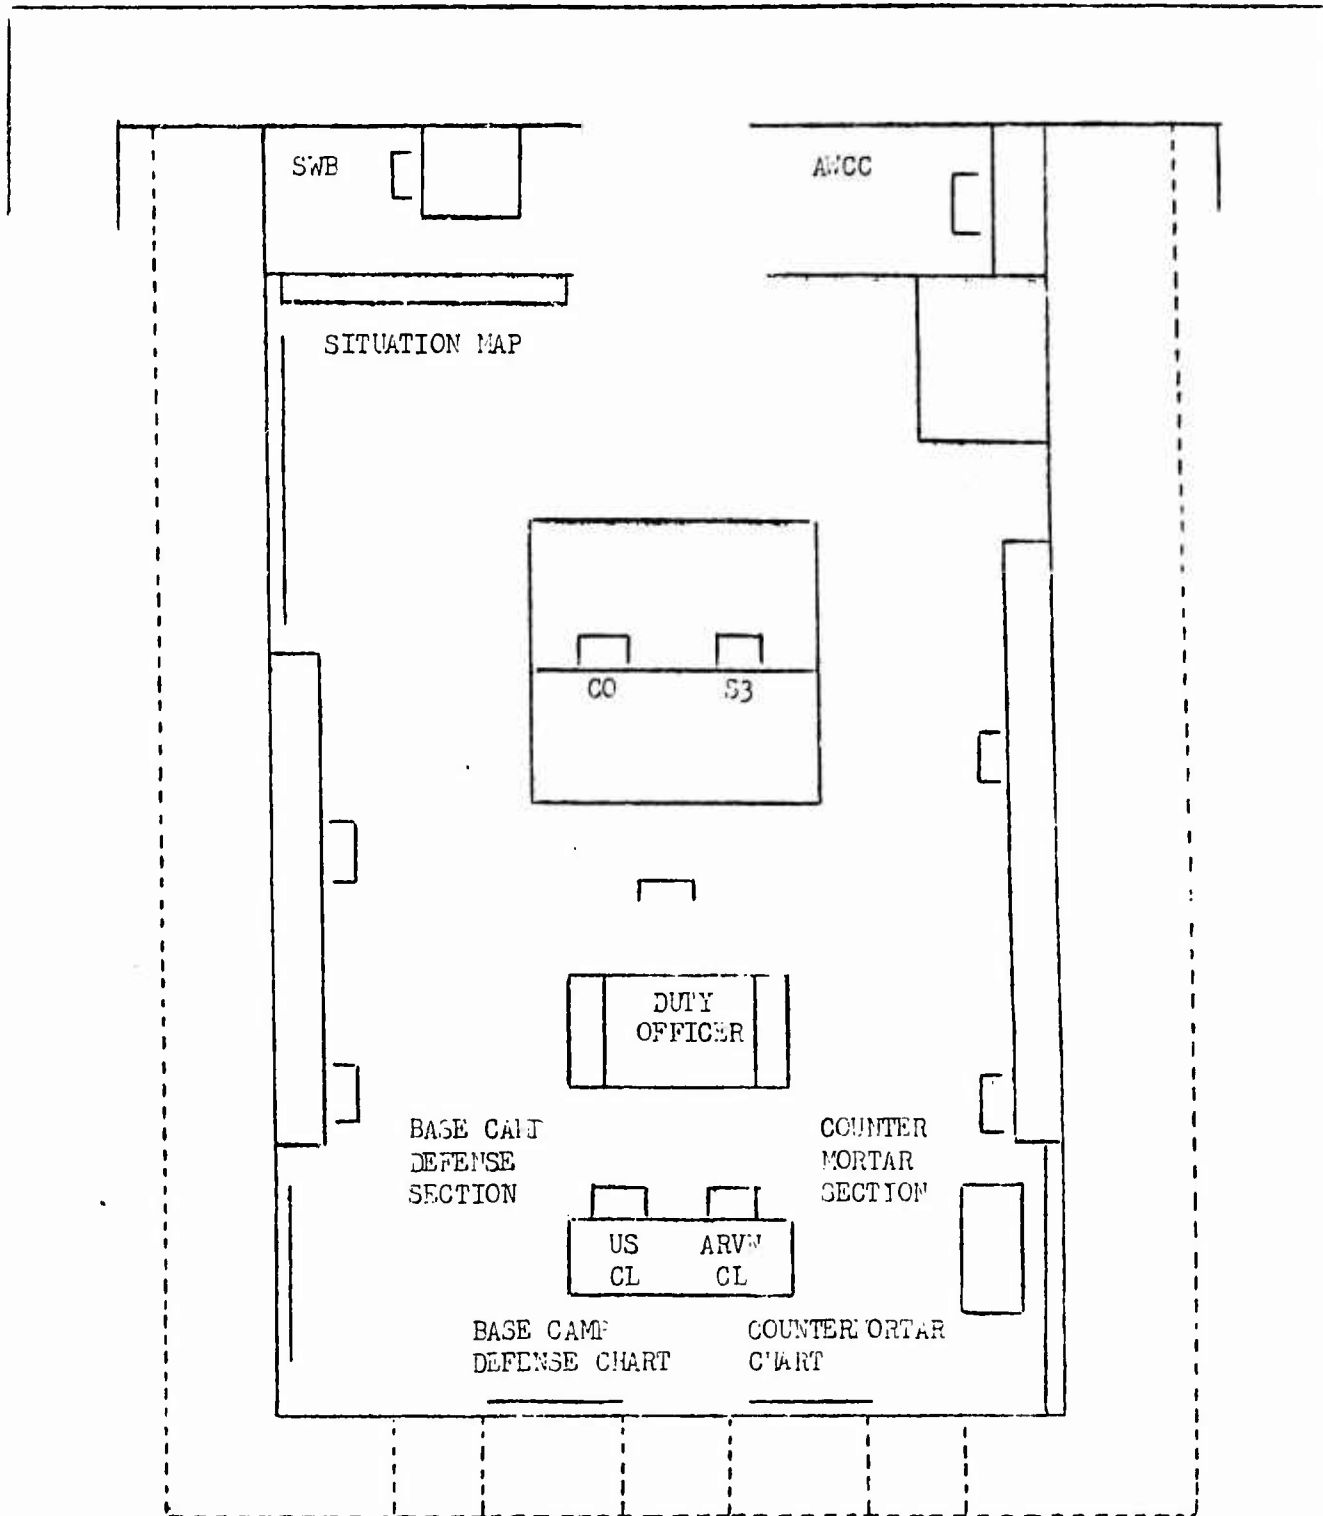 SWB
AWCC
SITUATION MAP
CO
S3
DUTY
OFFICER
BASE CAMP
DEFENSE
SECTION
COUNTER
MORTAR
SECTION
US
CL
ARVN
CL
BASE CAMP
DEFENSE CHART
COUNTERMORTAR
CHART